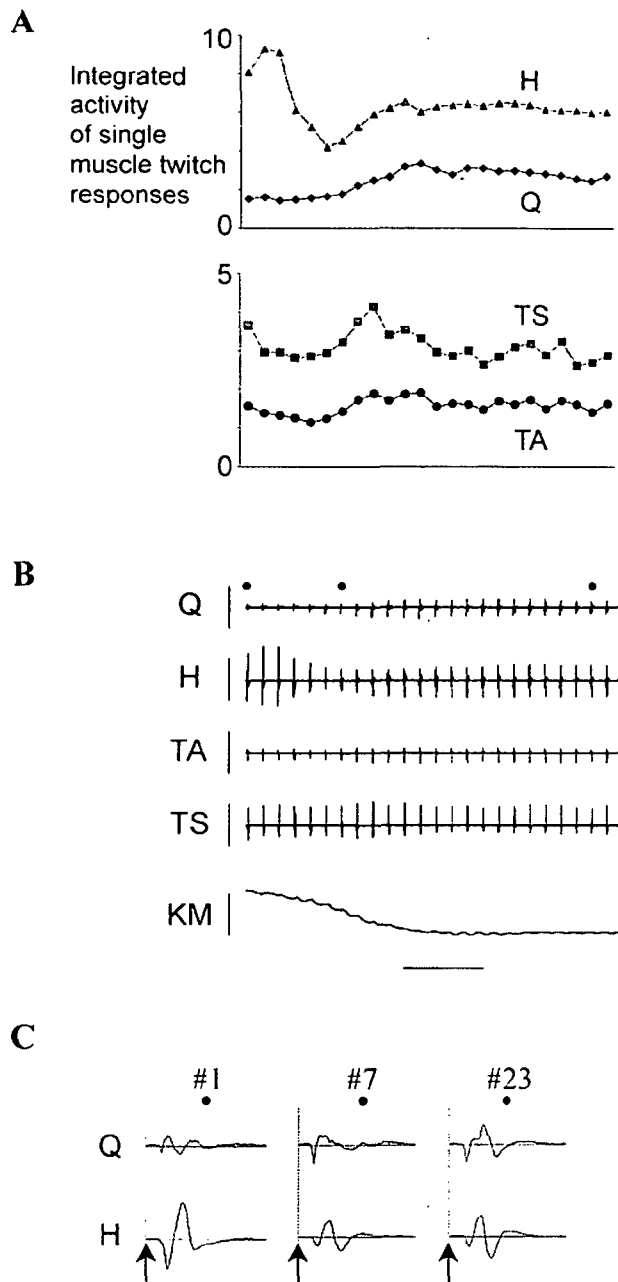 A
10
Integrated
activity
of single
muscle twitch
responses
H
Q
0
5
TS
TA
0
B
Q
H
TA
TS
KM
C
#1
#7
#23
Q
H